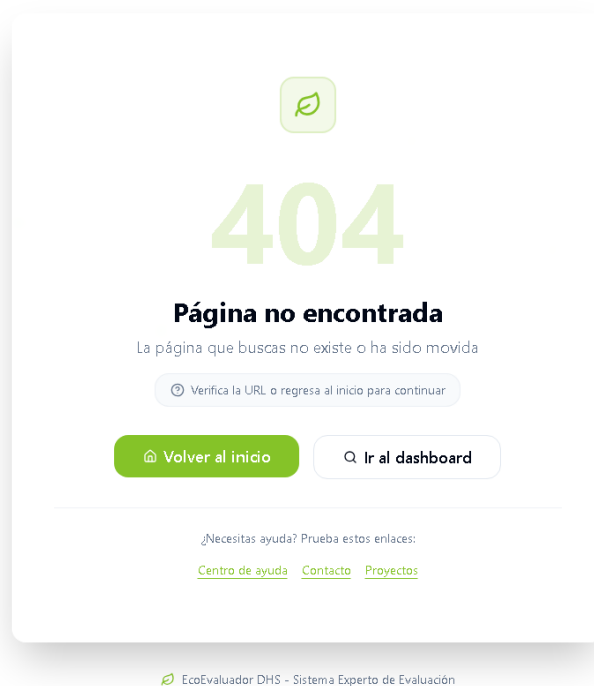 404
Página no encontrada
La página que buscas no existe o ha sido movida
Verifica la URL o regresa al inicio para continuar
Volver al inicio
Ir al dashboard
¿Necesitas ayuda? Prueba estos enlaces:
Centro de ayuda Contacto Proyectos
EcoEvaluador DHS - Sistema Experto de Evaluación